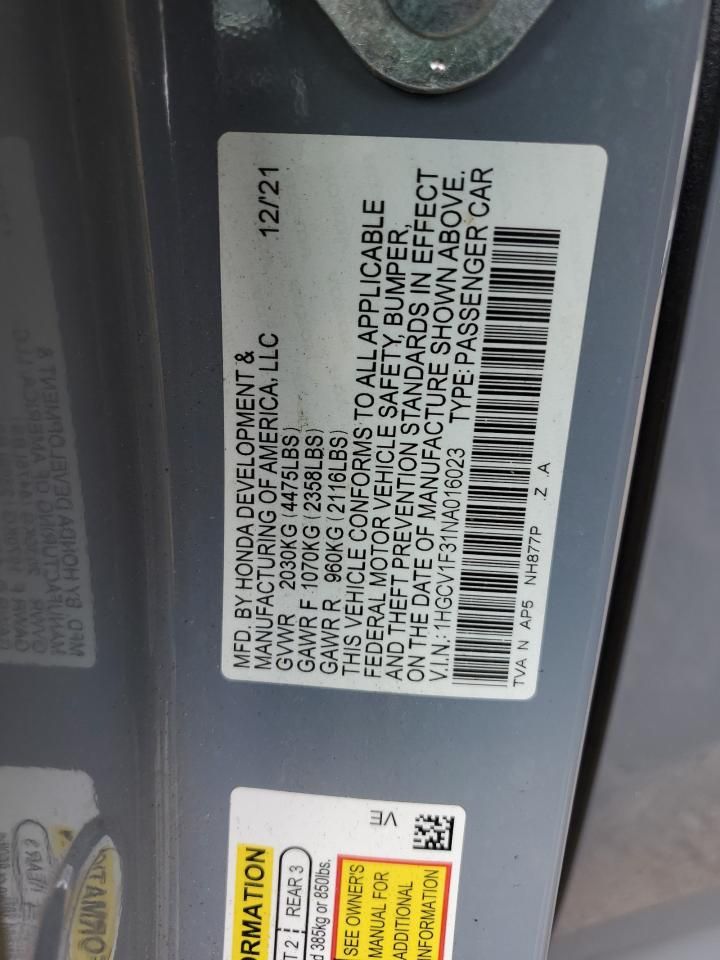 MFD. BY HONDA DEVELOPMENT &
MANUFACTURING OF AMERICA, LLC 12/'21
GVWR 2030KG (4475LBS)
GAWR F 1070KG (2358LBS)
GAWR R 960KG (2116LBS)
THIS VEHICLE CONFORMS TO ALL APPLICABLE
FEDERAL MOTOR VEHICLE SAFETY, BUMPER,
AND THEFT PREVENTION STANDARDS IN EFFECT
ON THE DATE OF MANUFACTURE SHOWN ABOVE.
V.I.N.: 1HGCV1F31NA016023 TYPE: PASSENGER CAR
TVA N AP5 NH877P .Z .A
ORMATION
T 2 REAR 3
d 385kg or 850lbs.
SEE OWNER'S
MANUAL FOR
ADDITIONAL
INFORMATION
VE